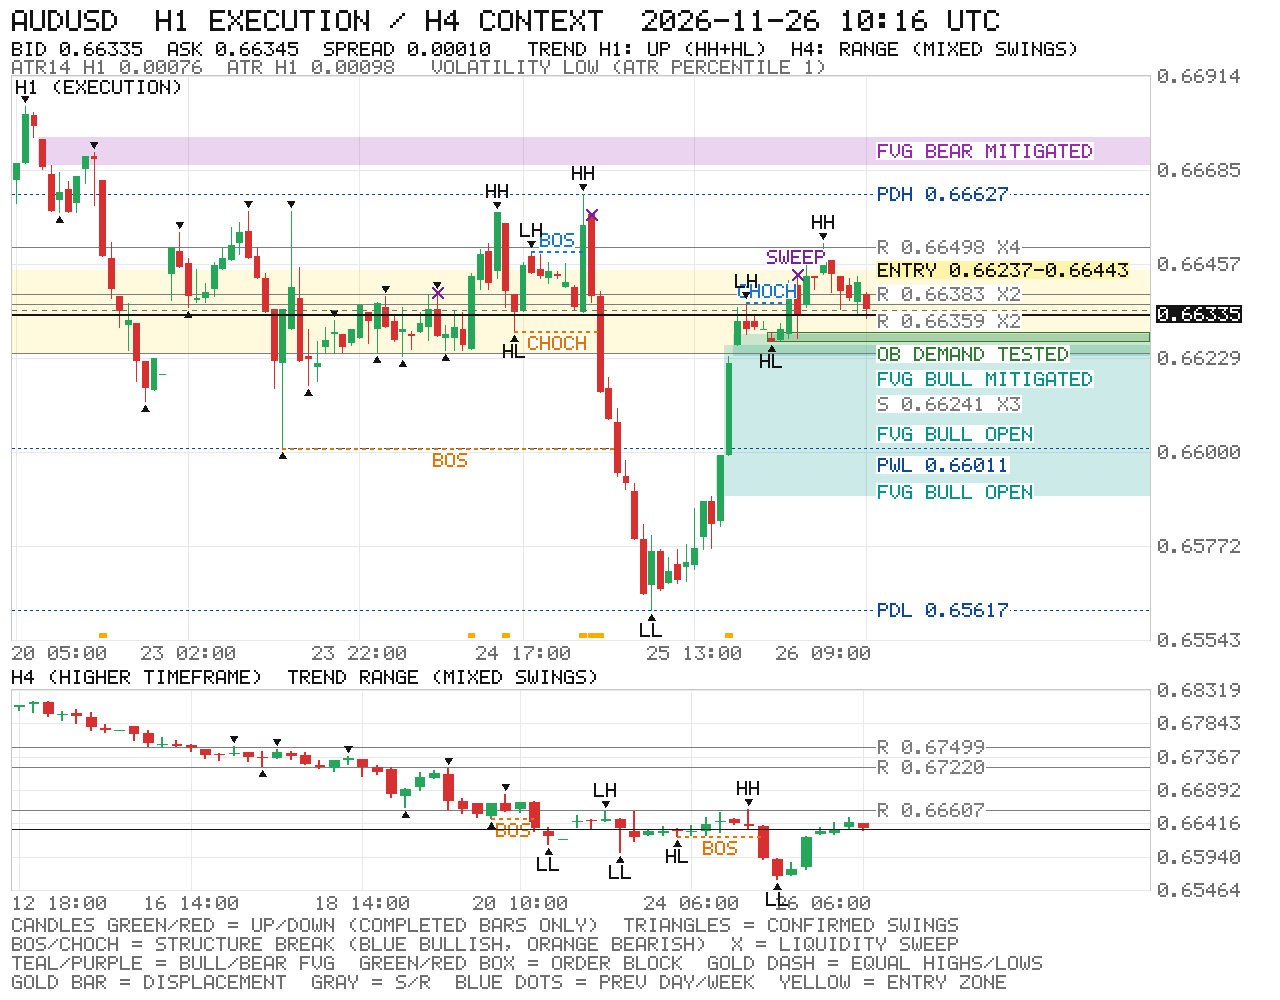 AUDUSD  H1 EXECUTION / H4 CONTEXT  2026-11-26 10:16 UTC
BID 0.66335  ASK 0.66345  SPREAD 0.00010  TREND H1: UP (HH+HL)  H4: RANGE (MIXED SWINGS)
ATR14 H1 0.00076  ATR H1 0.00098  VOLATILITY LOW (ATR PERCENTILE 1)
H1 (EXECUTION)
0.66914
FVG BEAR MITIGATED
0.66685
HH
HH
PDH 0.66627
HH
LH
BOS
R 0.66498 X4
SWEEP
0.66457
ENTRY 0.66237-0.66443
LH
CHOCH
R 0.66383 X2
0.66335
R 0.66359 X2
CHOCH
HL
HL
OB DEMAND TESTED
0.66229
FVG BULL MITIGATED
S 0.66241 X3
FVG BULL OPEN
0.66000
BOS
PWL 0.66011
FVG BULL OPEN
0.65772
PDL 0.65617
LL
0.65543
20 05:00  23 02:00  23 22:00  24 17:00  25 13:00  26 09:00
H4 (HIGHER TIMEFRAME)  TREND RANGE (MIXED SWINGS)
0.68319
0.67843
R 0.67499
0.67367
R 0.67220
0.66892
LH
HH
R 0.66607
0.66416
BOS
BOS
HL
LL
LL
0.65940
0.65464
LL
12 18:00  16 14:00  18 14:00  20 10:00  24 06:00  26 06:00
CANDLES GREEN/RED = UP/DOWN (COMPLETED BARS ONLY)  TRIANGLES = CONFIRMED SWINGS
BOS/CHOCH = STRUCTURE BREAK (BLUE BULLISH, ORANGE BEARISH)  X = LIQUIDITY SWEEP
TEAL/PURPLE = BULL/BEAR FVG  GREEN/RED BOX = ORDER BLOCK  GOLD DASH = EQUAL HIGHS/LOWS
GOLD BAR = DISPLACEMENT  GRAY = S/R  BLUE DOTS = PREV DAY/WEEK  YELLOW = ENTRY ZONE